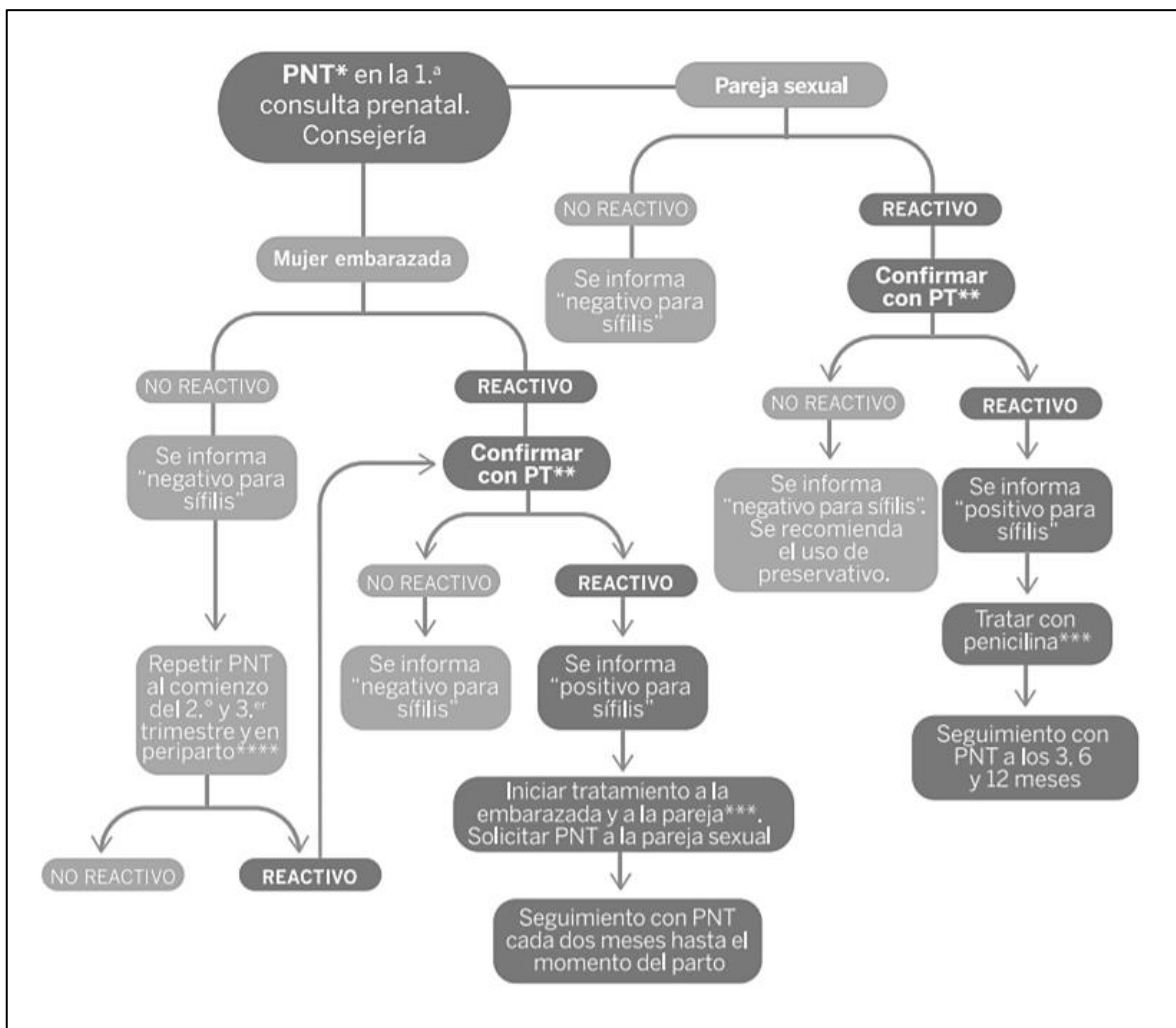 PNT* en la 1.ª
consulta prenatal.
Consejería
Pareja sexual
NO REACTIVO
REACTIVO
Se informa
“negativo para
sífilis”
Confirmar
con PT**
NO REACTIVO
REACTIVO
Se informa
“negativo para sífilis”.
Se recomienda
el uso de
preservativo.
Se informa
“positivo para
sífilis”
Tratar con
penicilina***
Seguimiento con
PNT a los 3, 6
y 12 meses
Mujer embarazada
NO REACTIVO
REACTIVO
Se informa
“negativo para
sífilis”
Confirmar
con PT**
NO REACTIVO
REACTIVO
Se informa
“negativo para
sífilis”
Se informa
“positivo para
sífilis”
Repetir PNT
al comienzo
del 2.º y 3.er
trimestre y en
periparto****
NO REACTIVO
REACTIVO
Iniciar tratamiento a la
embarazada y a la pareja***.
Solicitar PNT a la pareja sexual
Seguimiento con PNT
cada dos meses hasta el
momento del parto